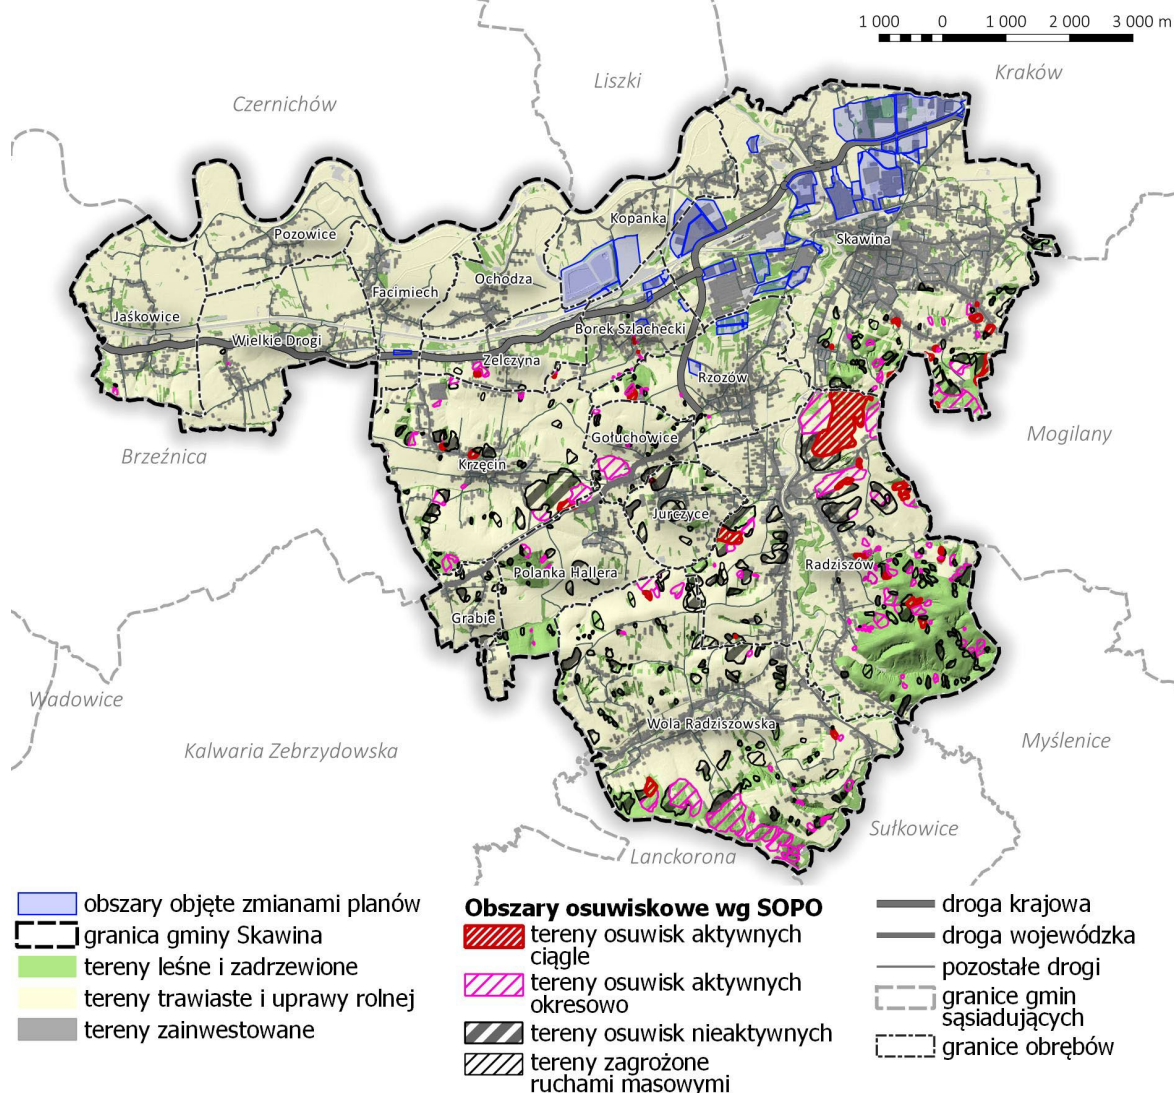 1 000 0 1 000 2 000 3 000 m
Kraków
Liszki
Czernichów
Kopanka
Pozowice
Skawina
Ochodza
Facimiech
Jaśkowice
Borek Szlachecki
Wielkie Drogi
Zelczyna
Rzozów
Mogilany
Gołuchowice
Brzeźnica
Krzęcin
Jurczyce
Radziszów
Polanka Hallera
Grabie
Wadowice
Wola Radziszowska
Myślenice
Kalwaria Zebrzydowska
Sułkowice
Lanckorona
obszary objęte zmianami planów
granica gminy Skawina
tereny leśne i zadrzewione
tereny trawiaste i uprawy rolnej
tereny zainwestowane
Obszary osuwiskowe wg SOPO
tereny osuwisk aktywnych
ciągle
tereny osuwisk aktywnych
okresowo
tereny osuwisk nieaktywnych
tereny zagrożone
ruchami masowymi
droga krajowa
droga wojewódzka
pozostałe drogi
granice gmin
sąsiadujących
granice obrębów